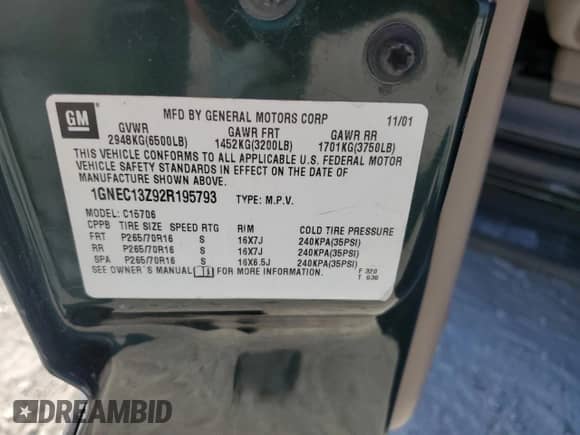 GM
MFD BY GENERAL MOTORS CORP 11/01
GVWR GAWR FRT GAWR RR
2948KG(6500LB) 1452KG(3200LB) 1701KG(3750LB)
THIS VEHICLE CONFORMS TO ALL APPLICABLE U.S. FEDERAL MOTOR
VEHICLE SAFETY STANDARDS IN EFFECT ON THE DATE OF
MANUFACTURE SHOWN ABOVE.
1GNEC13Z92R195793 TYPE: M.P.V.
MODEL: C15706
CPPB TIRE SIZE SPEED RTG RIM COLD TIRE PRESSURE
FRT P265/70R16 S 16X7J 240KPA(35PSI)
RR P265/70R16 S 16X7J 240KPA(35PSI)
SPA P265/70R16 S 16X6.5J 240KPA(35PSI)
SEE OWNER'S MANUAL FOR MORE INFORMATION. F 320
T 636
DREAMBID